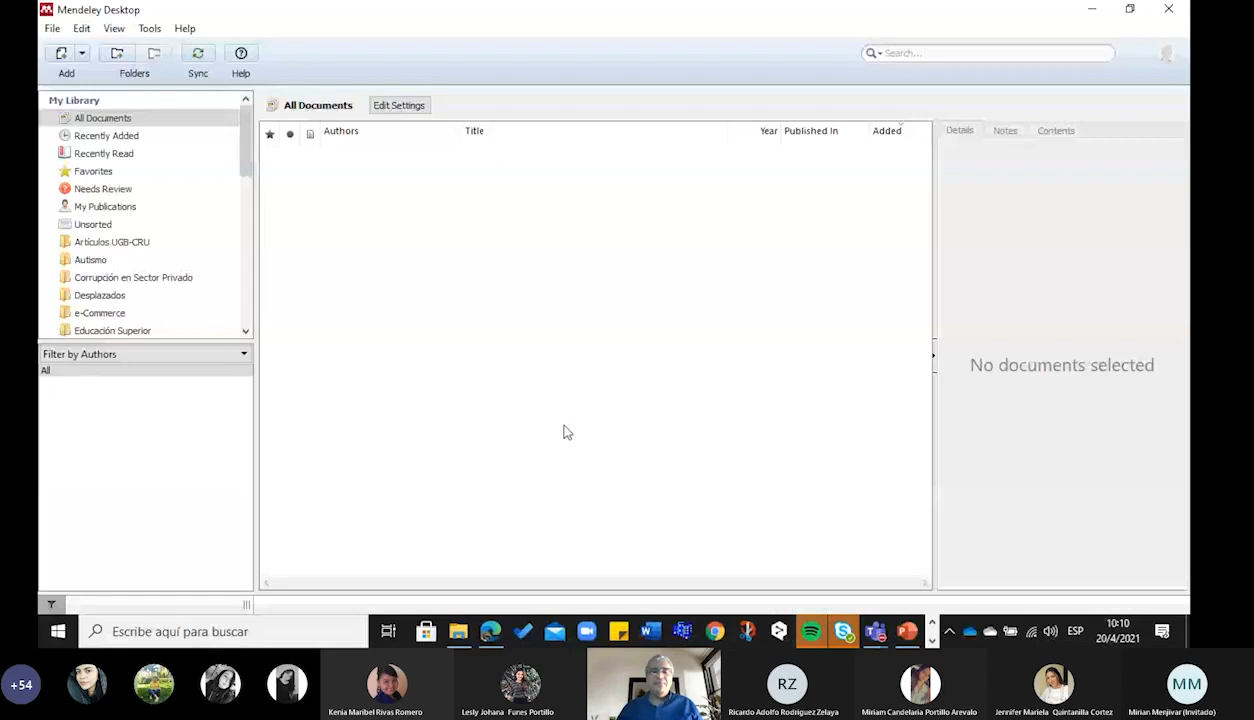 Mendeley Desktop
File Edit View Tools Help
Add Folders Sync Help
Search...
My Library
All Documents
Recently Added
Recently Read
Favorites
Needs Review
My Publications
Unsorted
Artículos UGB-CRU
Autismo
Corrupción en Sector Privado
Desplazados
e-Commerce
Educación Superior
Filter by Authors
All
All Documents Edit Settings
Authors Title Year Published In Added
Details Notes Contents
No documents selected
Escribe aquí para buscar
ESP
10:10
20/4/2021
+54
Kenia Maribel Rivas Romero
Lesly Johana Funes Portillo
RZ
Ricardo Adolfo Rodriguez Zelaya
Miriam Candelaria Portillo Arevalo
Jennifer Mariela Quintanilla Cortez
MM
Mirian Menjivar (Invitado)